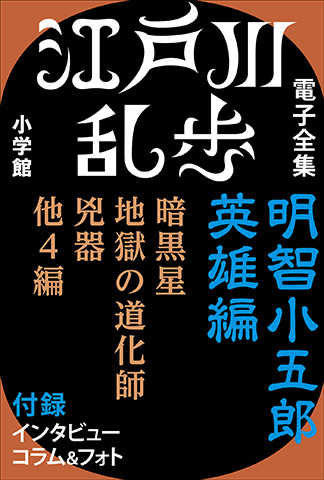 江戸川
乱歩
電子全集
小学館
明智小五郎
英雄編
暗黒星
地獄の道化師
兇器
他4編
付録
インタビュー
コラム&フォト